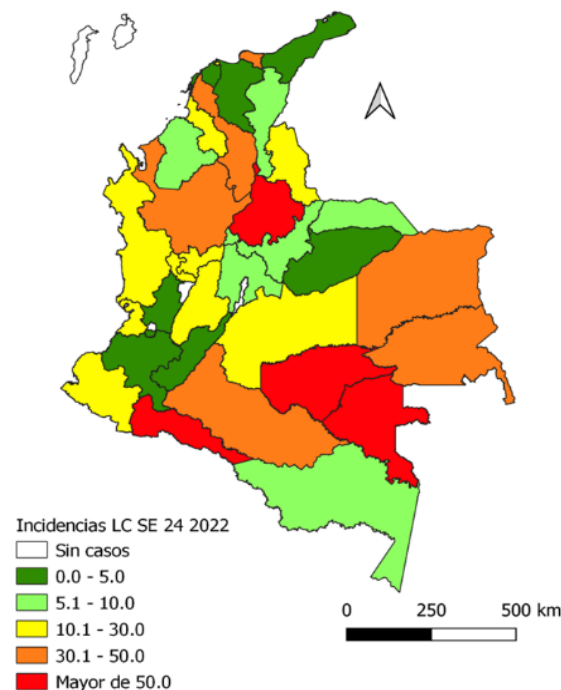 Incidencias LC SE 24 2022
Sin casos
0.0 - 5.0
5.1 - 10.0
10.1 - 30.0
30.1 - 50.0
Mayor de 50.0
0 250 500 km